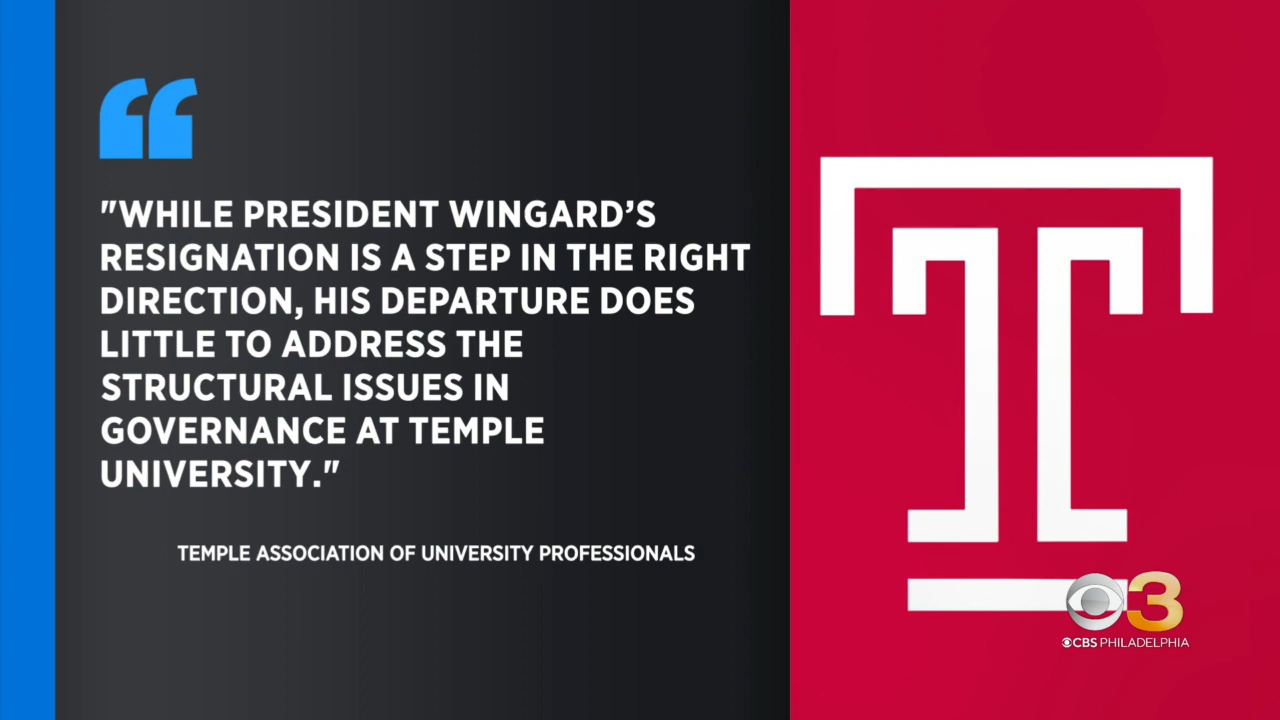 "WHILE PRESIDENT WINGARD’S
RESIGNATION IS A STEP IN THE RIGHT
DIRECTION, HIS DEPARTURE DOES
LITTLE TO ADDRESS THE
STRUCTURAL ISSUES IN
GOVERNANCE AT TEMPLE
UNIVERSITY."
TEMPLE ASSOCIATION OF UNIVERSITY PROFESSIONALS
T
3
CBS PHILADELPHIA